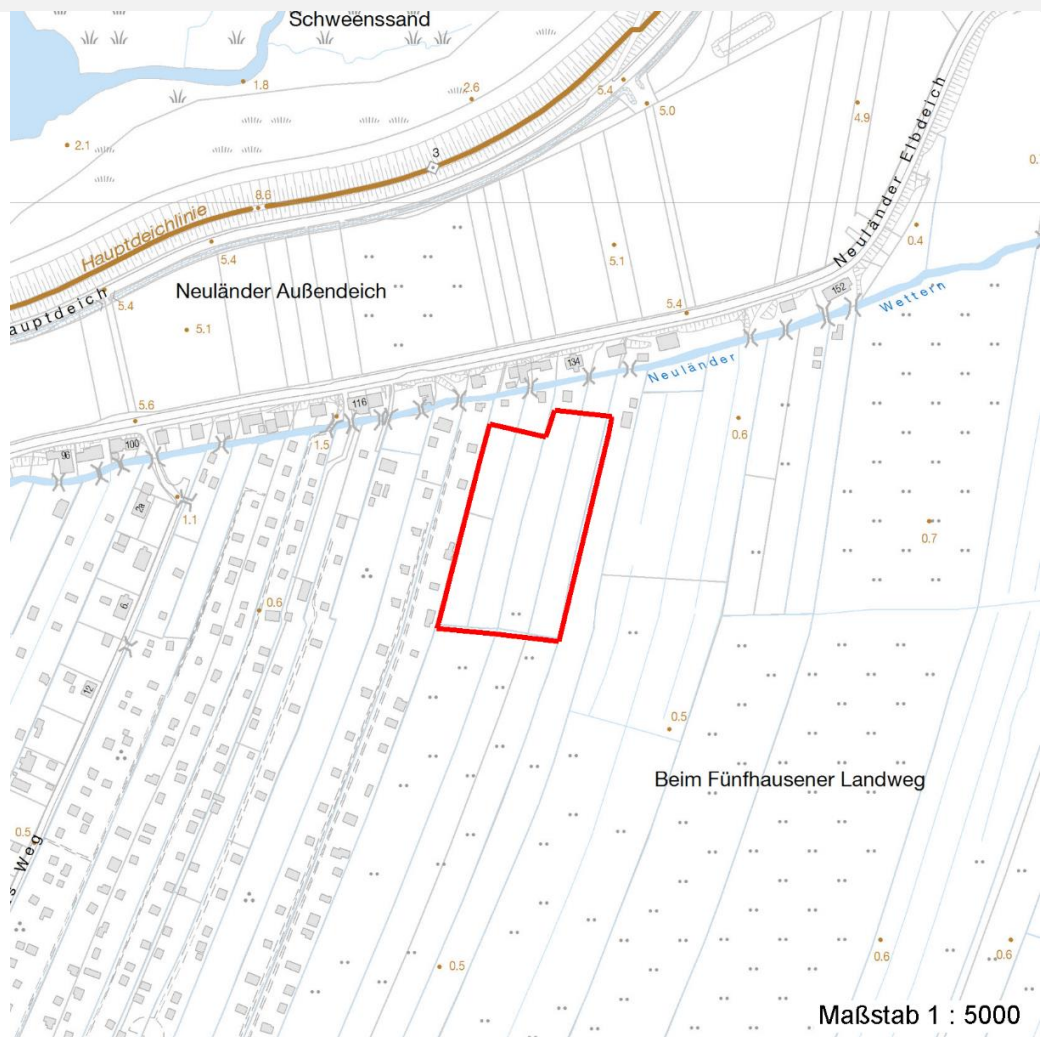 Schweenssand
1.8
2.6
5.4
5.0
4.9
2.1
3
8.6
Hauptdeichlinie
Neuländer Elbdeich
0.4
5.4
5.1
Neuländer Außendeich
5.4
auptdeich
5.1
5.4
152
Wettern
Neuländer
134
116
5.6
1.5
100
96
0.6
2a
1.1
0.7
6
0.6
12
0.5
Beim Fünfhausener Landweg
0.5
es Weg
0.5
0.6
0.6
Maßstab 1 : 5000